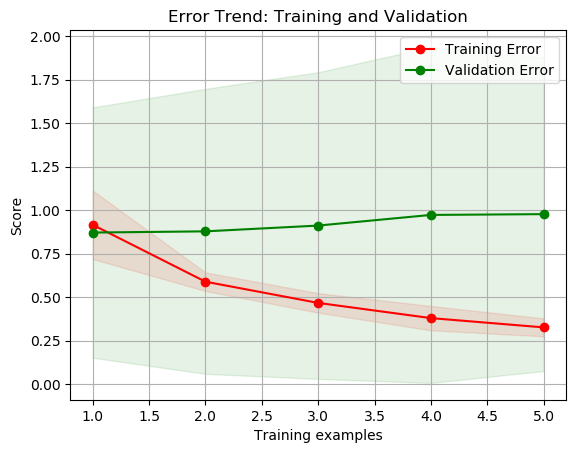 Error Trend: Training and Validation
Training Error
Validation Error
Score
2.00
1.75
1.50
1.25
1.00
0.75
0.50
0.25
0.00
1.0 1.5 2.0 2.5 3.0 3.5 4.0 4.5 5.0
Training examples